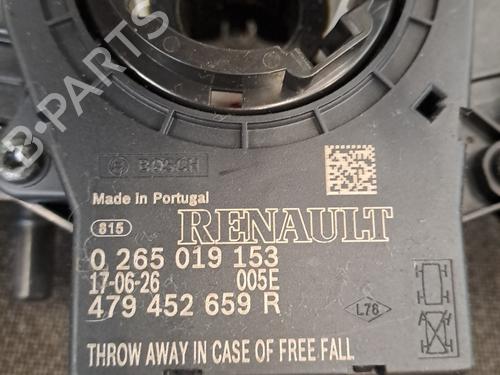 B-PARTS
BOSCH
Made in Portugal
815
RENAULT
0 265 019 153
17-06-26 005E
479 452 659 R
L76
THROW AWAY IN CASE OF FREE FALL